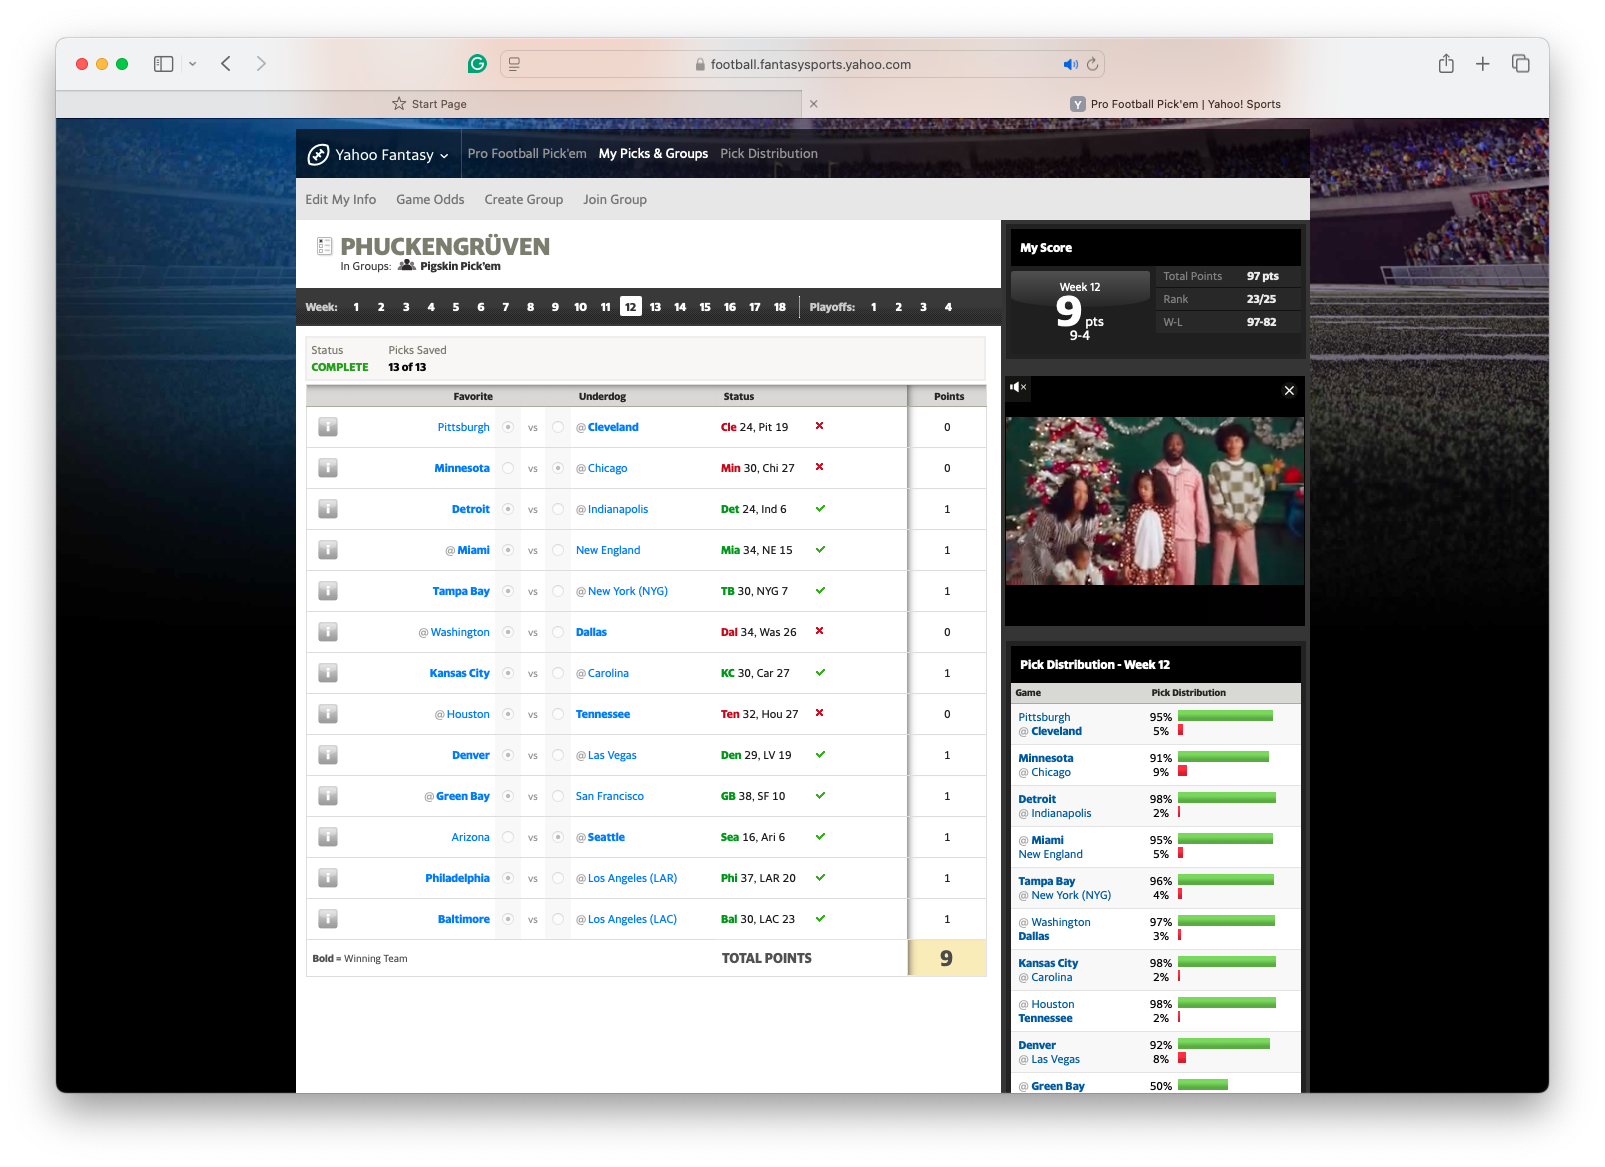 football.fantasysports.yahoo.com
Start Page
Pro Football Pick'em | Yahoo! Sports
Yahoo Fantasy
Pro Football Pick'em My Picks & Groups Pick Distribution
Edit My Info Game Odds Create Group Join Group
PHUCKENGRÜVEN
In Groups: Pigskin Pick'em
Week: 1 2 3 4 5 6 7 8 9 10 11 12 13 14 15 16 17 18 Playoffs: 1 2 3 4
Status Picks Saved
COMPLETE 13 of 13
Favorite Underdog Status Points
Pittsburgh vs @ Cleveland Cle 24, Pit 19 0
Minnesota vs @ Chicago Min 30, Chi 27 0
Detroit vs @ Indianapolis Det 24, Ind 6 1
@ Miami vs New England Mia 34, NE 15 1
Tampa Bay vs @ New York (NYG) TB 30, NYG 7 1
@ Washington vs Dallas Dal 34, Was 26 0
Kansas City vs @ Carolina KC 30, Car 27 1
@ Houston vs Tennessee Ten 32, Hou 27 0
Denver vs @ Las Vegas Den 29, LV 19 1
@ Green Bay vs San Francisco GB 38, SF 10 1
Arizona vs @ Seattle Sea 16, Ari 6 1
Philadelphia vs @ Los Angeles (LAR) Phi 37, LAR 20 1
Baltimore vs @ Los Angeles (LAC) Bal 30, LAC 23 1
Bold = Winning Team TOTAL POINTS 9
My Score
Week 12
9 pts
9-4
Total Points 97 pts
Rank 23/25
W-L 97-82
Pick Distribution - Week 12
Game Pick Distribution
Pittsburgh 95%
@ Cleveland 5%
Minnesota 91%
@ Chicago 9%
Detroit 98%
@ Indianapolis 2%
@ Miami 95%
New England 5%
Tampa Bay 96%
@ New York (NYG) 4%
@ Washington 97%
Dallas 3%
Kansas City 98%
@ Carolina 2%
@ Houston 98%
Tennessee 2%
Denver 92%
@ Las Vegas 8%
@ Green Bay 50%